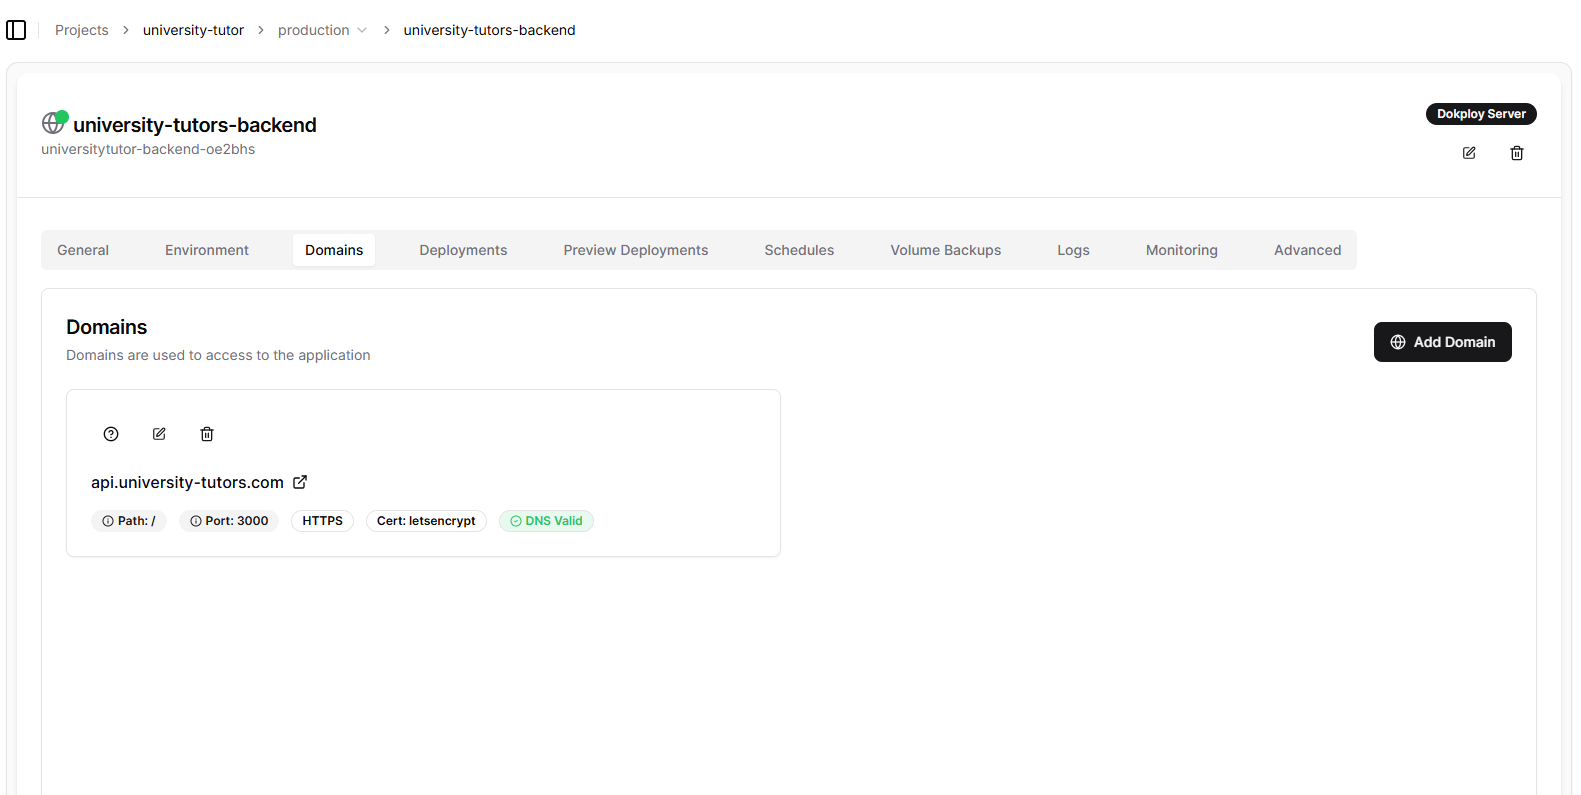 Projects > university-tutor > production > university-tutors-backend
university-tutors-backend
universitytutor-backend-oe2bhs
Dokploy Server
General Environment Domains Deployments Preview Deployments Schedules Volume Backups Logs Monitoring Advanced
Domains
Domains are used to access to the application
Add Domain
api.university-tutors.com
Path: / Port: 3000 HTTPS Cert: letsencrypt DNS Valid